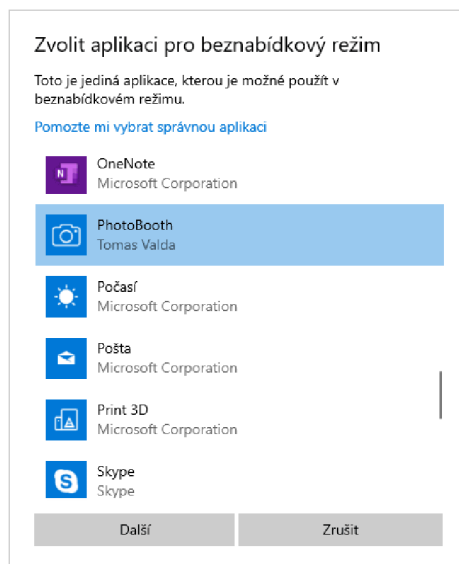 Zvolit aplikaci pro beznabídkový režim
Toto je jediná aplikace, kterou je možné použít v
beznabídkovém režimu.
Pomozte mi vybrat správnou aplikaci
N
OneNote
Microsoft Corporation
PhotoBooth
Tomas Valda
Počasí
Microsoft Corporation
Pošta
Microsoft Corporation
Print 3D
Microsoft Corporation
S
Skype
Skype
Další
Zrušit